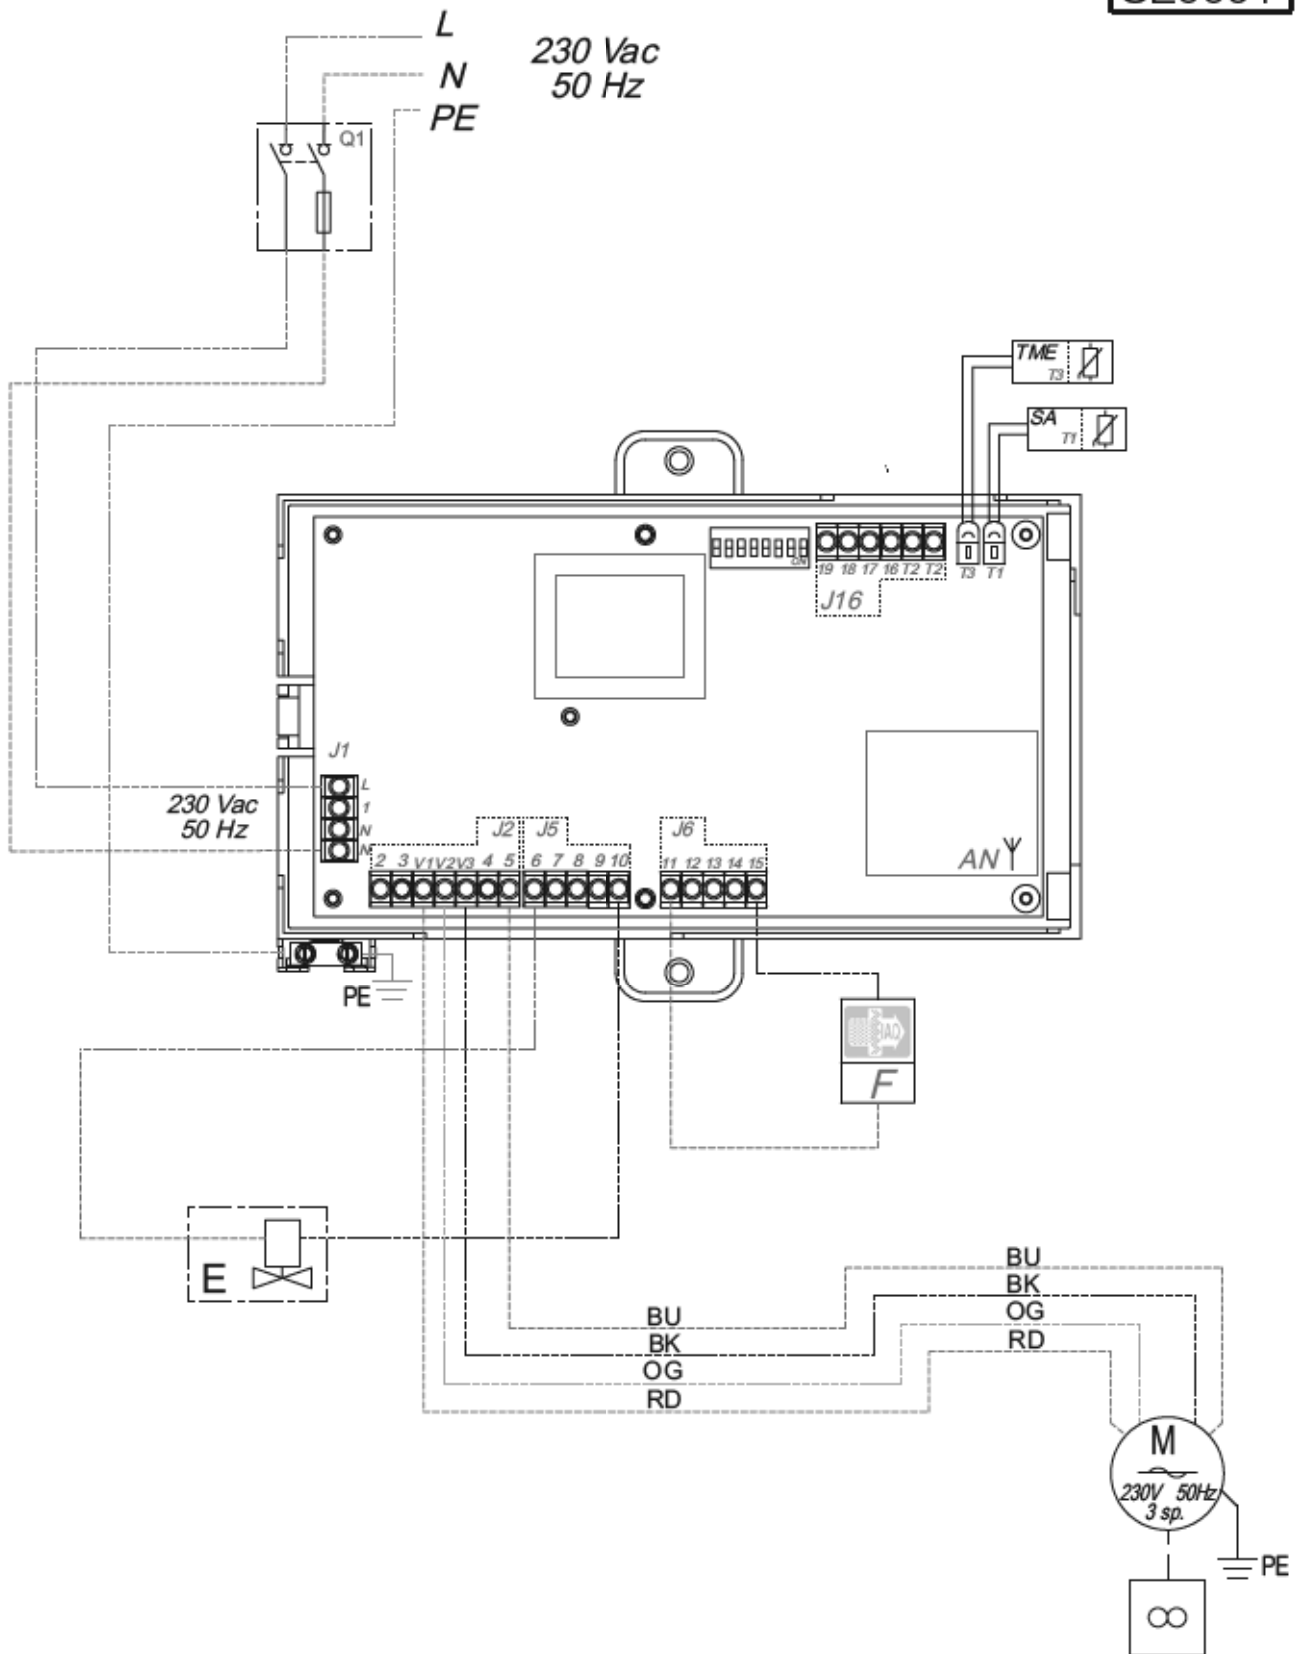 L
230 Vac
N
50 Hz
PE
Q1
TME
T3
SA
T1
ON
19 18 17 16 T2 T2
T3 T1
J16
J1
L
230 Vac
1
50 Hz
N
N
J2 J5 J6
AN
2 3 V1 V2 V3 4 5 6 7 8 9 10 11 12 13 14 15
PE
IAQ
F
E
BU
BK
OG
RD
BU
BK
OG
RD
M
230V 50Hz
3 sp.
PE